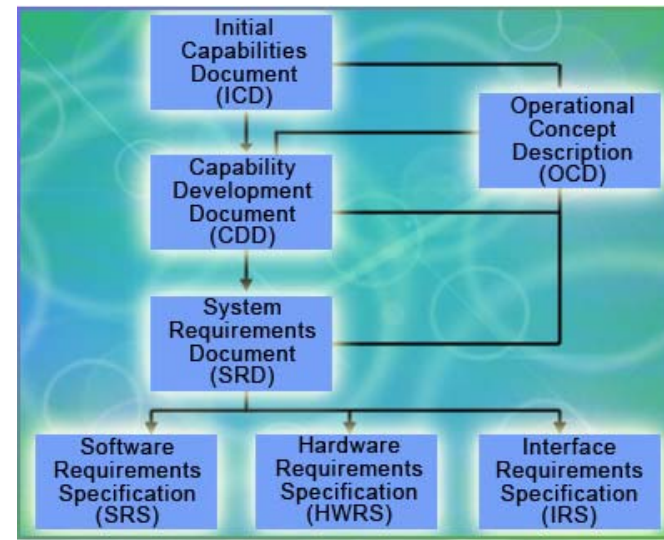 Initial
Capabilities
Document
(ICD)
Operational
Concept
Description
(OCD)
Capability
Development
Document
(CDD)
System
Requirements
Document
(SRD)
Software
Requirements
Specification
(SRS)
Hardware
Requirements
Specification
(HWRS)
Interface
Requirements
Specification
(IRS)